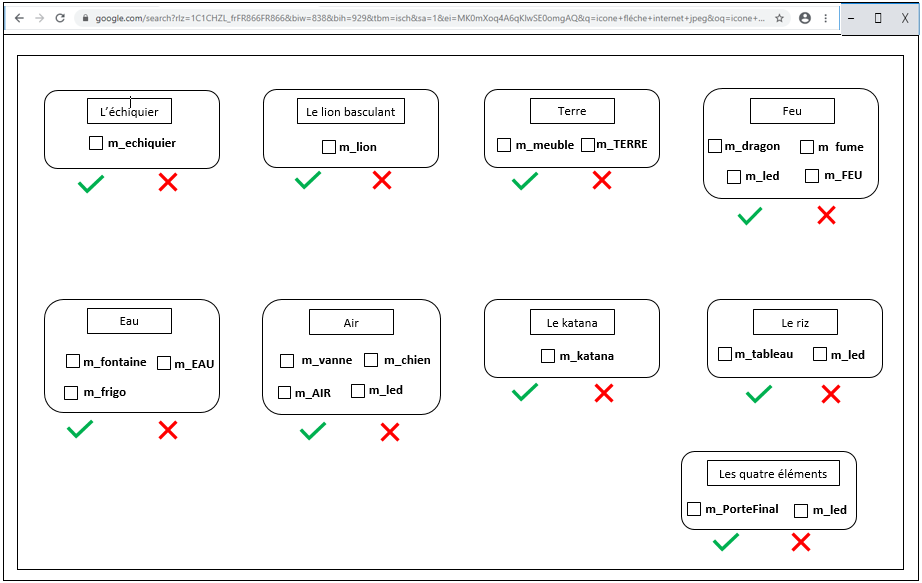 google.com/search?rlz=1C1CHZL_frFR866FR866&biw=838&bih=929&tbm=isch&sa=1&ei=MK0mXoq4A6qKlwSE0omgAQ&q=icone+fléche+internet+jpeg&oq=icone+...
L'échiquier
m_echiquier
Le lion basculant
m_lion
Terre
m_meuble m_TERRE
Feu
m_dragon m_fume
m_led m_FEU
Eau
m_fontaine m_EAU
m_frigo
Air
m_vanne m_chien
m_AIR m_led
Le katana
m_katana
Le riz
m_tableau m_led
Les quatre éléments
m_PorteFinal m_led